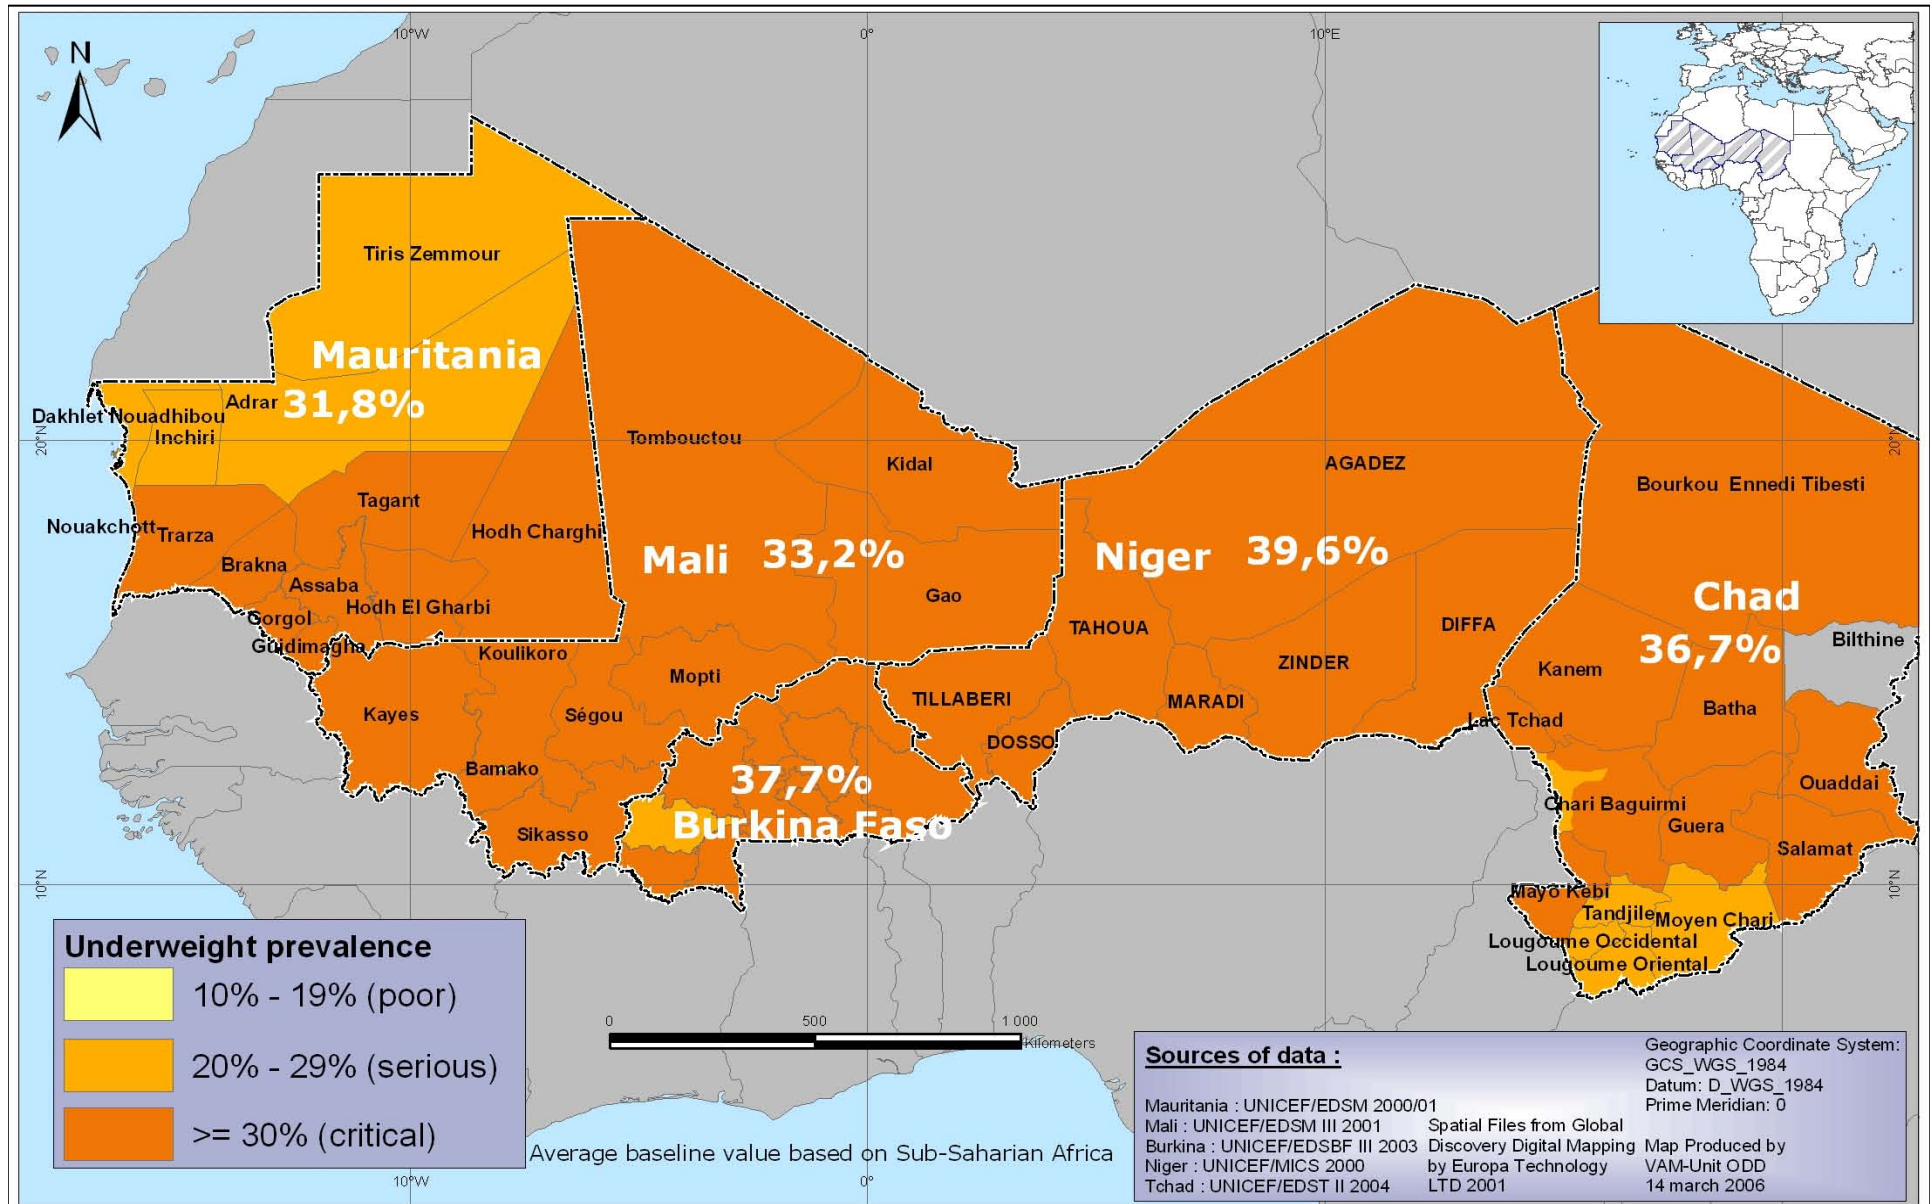 N
10°W
0°
10°E
20°N
20°N
10°N
10°N
10°W
0°
Tiris Zemmour
Mauritania
31,8%
Adrar
Dakhlet Nouadhibou
Inchiri
Tagant
Nouakchott
Trarza
Hodh Charghi
Brakna
Assaba
Hodh El Gharbi
Gorgol
Guidimagha
Tombouctou
Kidal
Mali 33,2%
Gao
Koulikoro
Mopti
Kayes
Ségou
Bamako
Sikasso
37,7%
Burkina Faso
AGADEZ
Niger 39,6%
TAHOUA
DIFFA
ZINDER
TILLABERI
MARADI
DOSSO
Bourkou Ennedi Tibesti
Chad
36,7%
Bilthine
Kanem
Batha
Lac Tchad
Ouaddai
Chari Baguirmi
Guera
Salamat
Mayo Kebi
Tandjile
Moyen Chari
Lougoume Occidental
Lougoume Oriental
Underweight prevalence
10% - 19% (poor)
20% - 29% (serious)
>= 30% (critical)
0 500 1 000
Kilometers
Average baseline value based on Sub-Saharian Africa
Sources of data :
Mauritania : UNICEF/EDSM 2000/01
Mali : UNICEF/EDSM III 2001
Burkina : UNICEF/EDSBF III 2003
Niger : UNICEF/MICS 2000
Tchad : UNICEF/EDST II 2004
Spatial Files from Global
Discovery Digital Mapping
by Europa Technology
LTD 2001
Geographic Coordinate System:
GCS_WGS_1984
Datum: D_WGS_1984
Prime Meridian: 0
Map Produced by
VAM-Unit ODD
14 march 2006